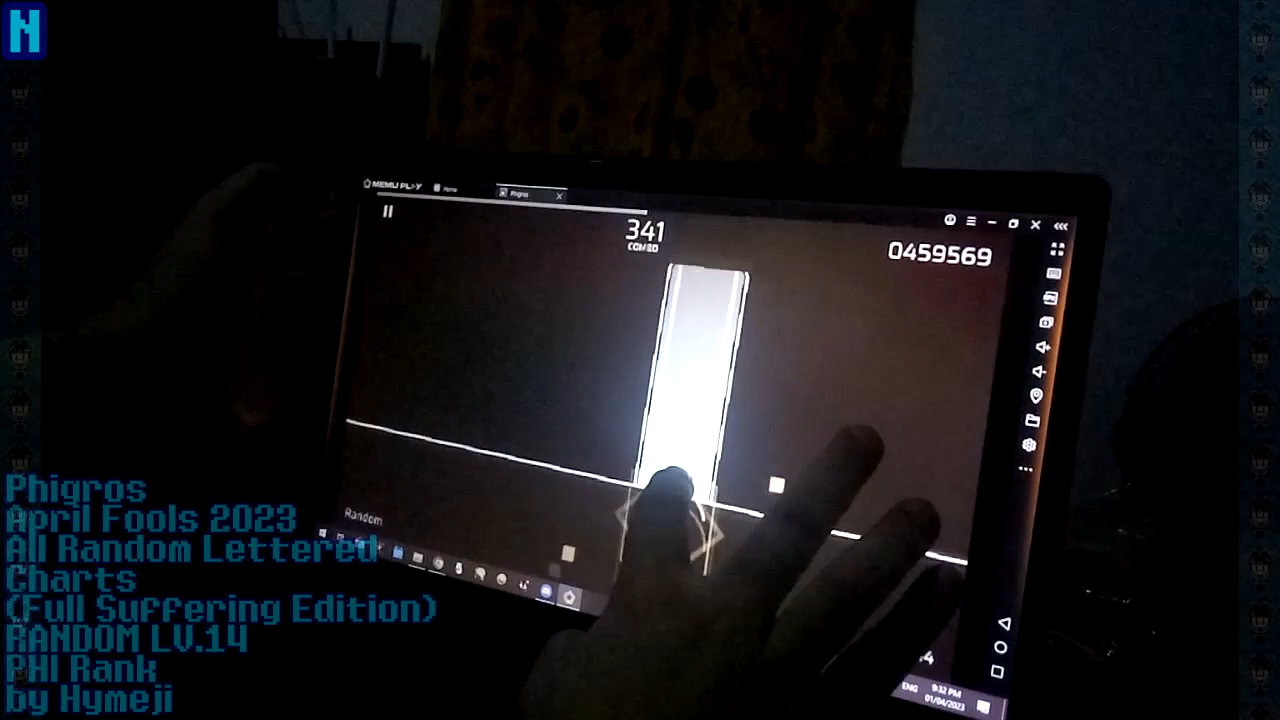 N
MEMU PLAY
Home
Phigros
341
COMBO
0459569
Random
Phigros
April Fools 2023
All Random Lettered
Charts
(Full Suffering Edition)
RANDOM LV.14
PHI Rank
by Hymeji
ENG
9:32 PM
01/04/2023